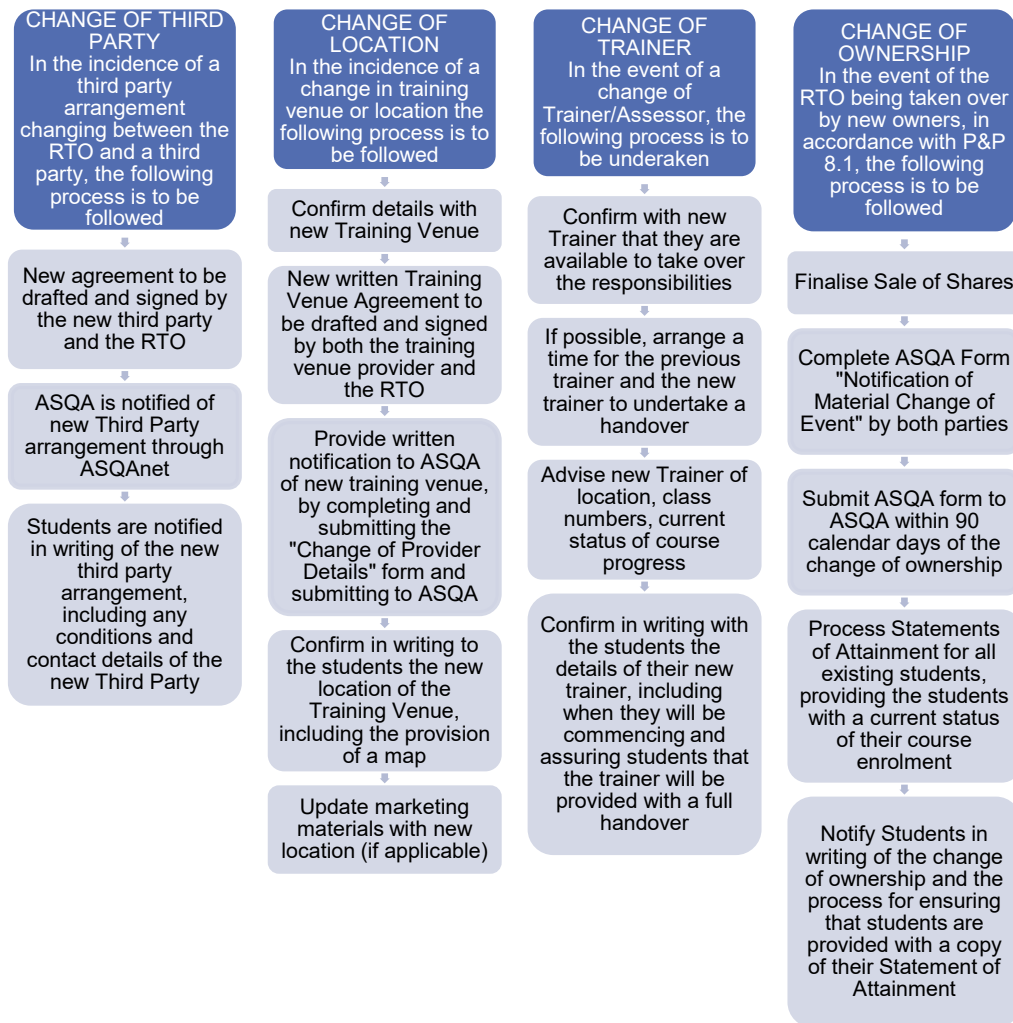 CHANGE OF THIRD
PARTY
In the incidence of a
third party
arrangement
changing between the
RTO and a third
party, the following
process is to be
followed
New agreement to be
drafted and signed by
the new third party
and the RTO
ASQA is notified of
new Third Party
arrangement through
ASQAnet
Students are notified
in writing of the new
third party
arrangement,
including any
conditions and
contact details of the
new Third Party
CHANGE OF
LOCATION
In the incidence of a
change in training
venue or location the
following process is to
be followed
Confirm details with
new Training Venue
New written Training
Venue Agreement to
be drafted and signed
by both the training
venue provider and
the RTO
Provide written
notification to ASQA
of new training venue,
by completing and
submitting the
"Change of Provider
Details" form and
submitting to ASQA
Confirm in writing to
the students the new
location of the
Training Venue,
including the provision
of a map
Update marketing
materials with new
location (if applicable)
CHANGE OF
TRAINER
In the event of a
change of
Trainer/Assessor, the
following process is to
be underaken
Confirm with new
Trainer that they are
available to take over
the responsibilities
If possible, arrange a
time for the previous
trainer and the new
trainer to undertake a
handover
Advise new Trainer of
location, class
numbers, current
status of course
progress
Confirm in writing with
the students the
details of their new
trainer, including
when they will be
commencing and
assuring students that
the trainer will be
provided with a full
handover
CHANGE OF
OWNERSHIP
In the event of the
RTO being taken over
by new owners, in
accordance with P&P
8.1, the following
process is to be
followed
Finalise Sale of Shares
Complete ASQA Form
"Notification of
Material Change of
Event" by both parties
Submit ASQA form to
ASQA within 90
calendar days of the
change of ownership
Process Statements
of Attainment for all
existing students,
providing the students
with a current status
of their course
enrolment
Notify Students in
writing of the change
of ownership and the
process for ensuring
that students are
provided with a copy
of their Statement of
Attainment